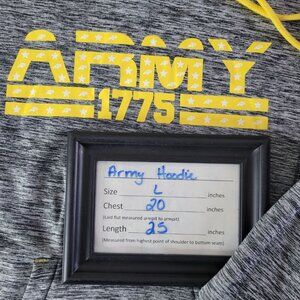 ARMY
1775
Army Hoodie
Size L inches
Chest 20 inches
(Laid flat measured armpit to armpit)
Length 25 inches
(Measured from highest point of shoulder to bottom seam)